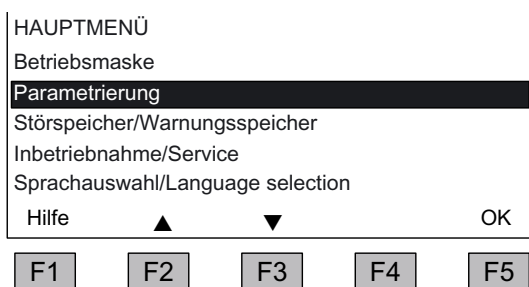 HAUPTMENÜ
Betriebsmaske
Parametrierung
Störspeicher/Warnungsspeicher
Inbetriebnahme/Service
Sprachauswahl/Language selection
Hilfe ▲ ▼ OK
F1 F2 F3 F4 F5